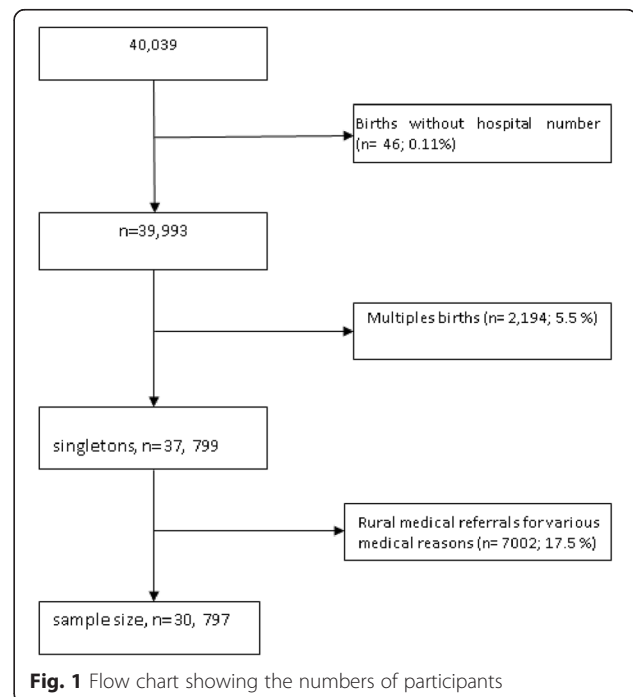 40,039
Births without hospital number
(n= 46; 0.11%)
n=39,993
Multiples births (n= 2,194; 5.5 %)
singletons, n=37, 799
Rural medical referrals for various
medical reasons (n= 7002; 17.5 %)
sample size, n=30, 797
Fig. 1 Flow chart showing the numbers of participants